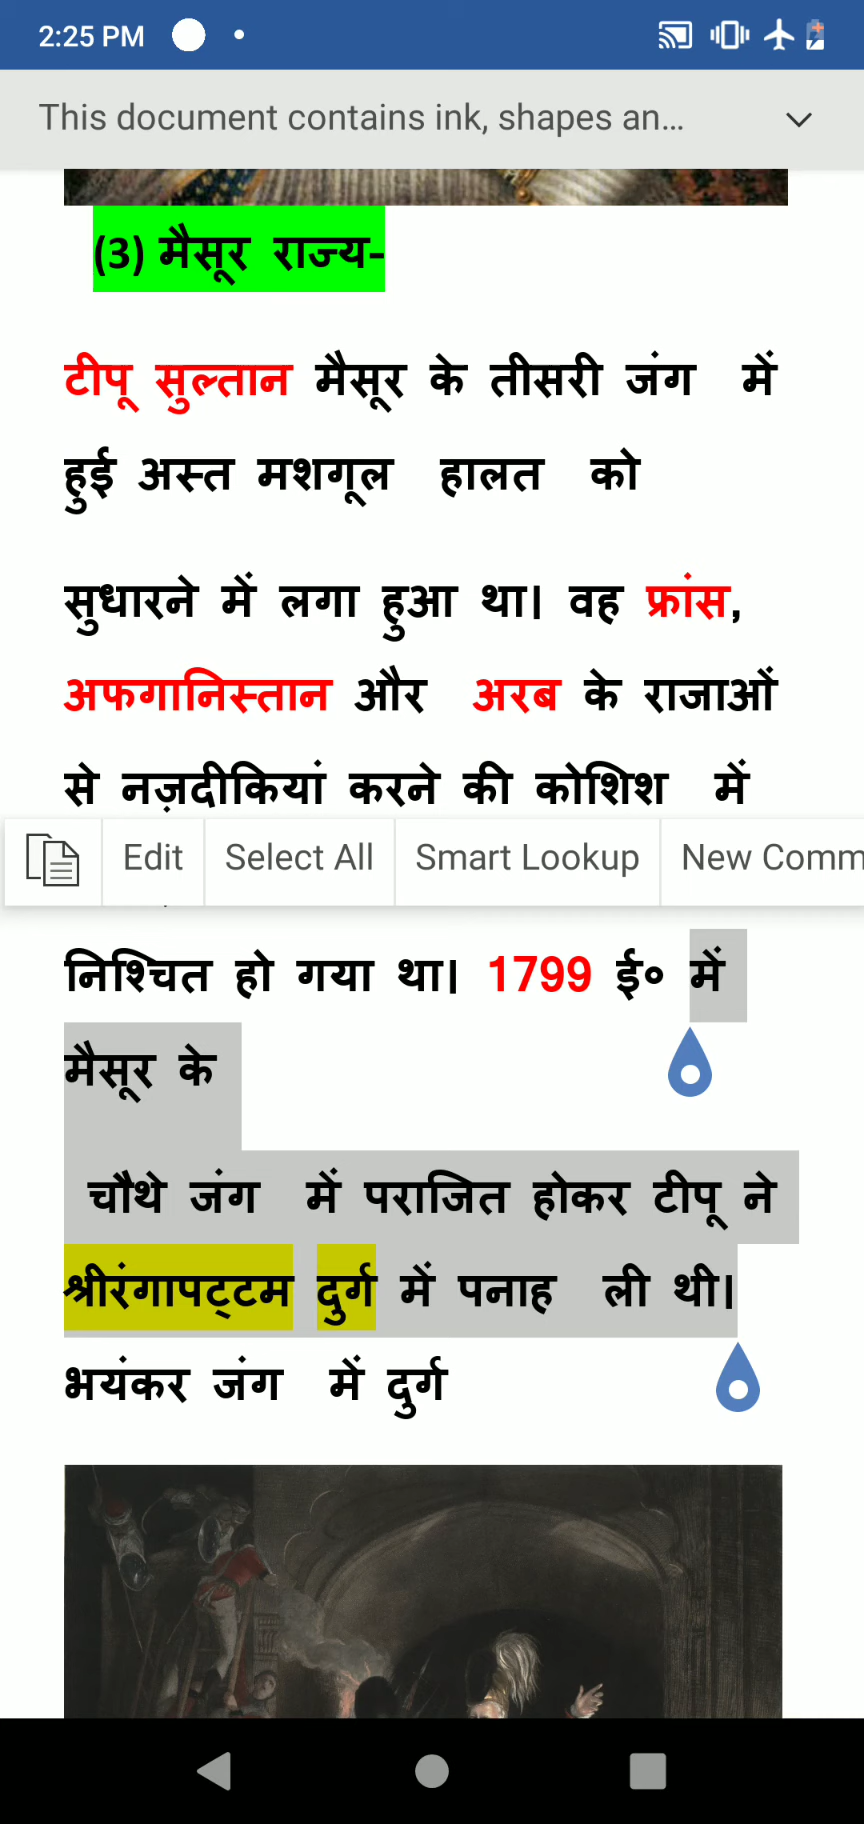 2:25 PM
This document contains ink, shapes an...
(3) मैसूर राज्य-
टीपू सुल्तान मैसूर के तीसरी जंग में
हुई अस्त मशगूल हालत को
सुधारने में लगा हुआ था। वह फ्रांस,
अफगानिस्तान और अरब के राजाओं
से नज़दीकियां करने की कोशिश में
Edit Select All Smart Lookup New Comm
निश्चित हो गया था। 1799 ई० में
मैसूर के
चौथे जंग में पराजित होकर टीपू ने
श्रीरंगापट्टम दुर्ग में पनाह ली थी।
भयंकर जंग में दुर्ग